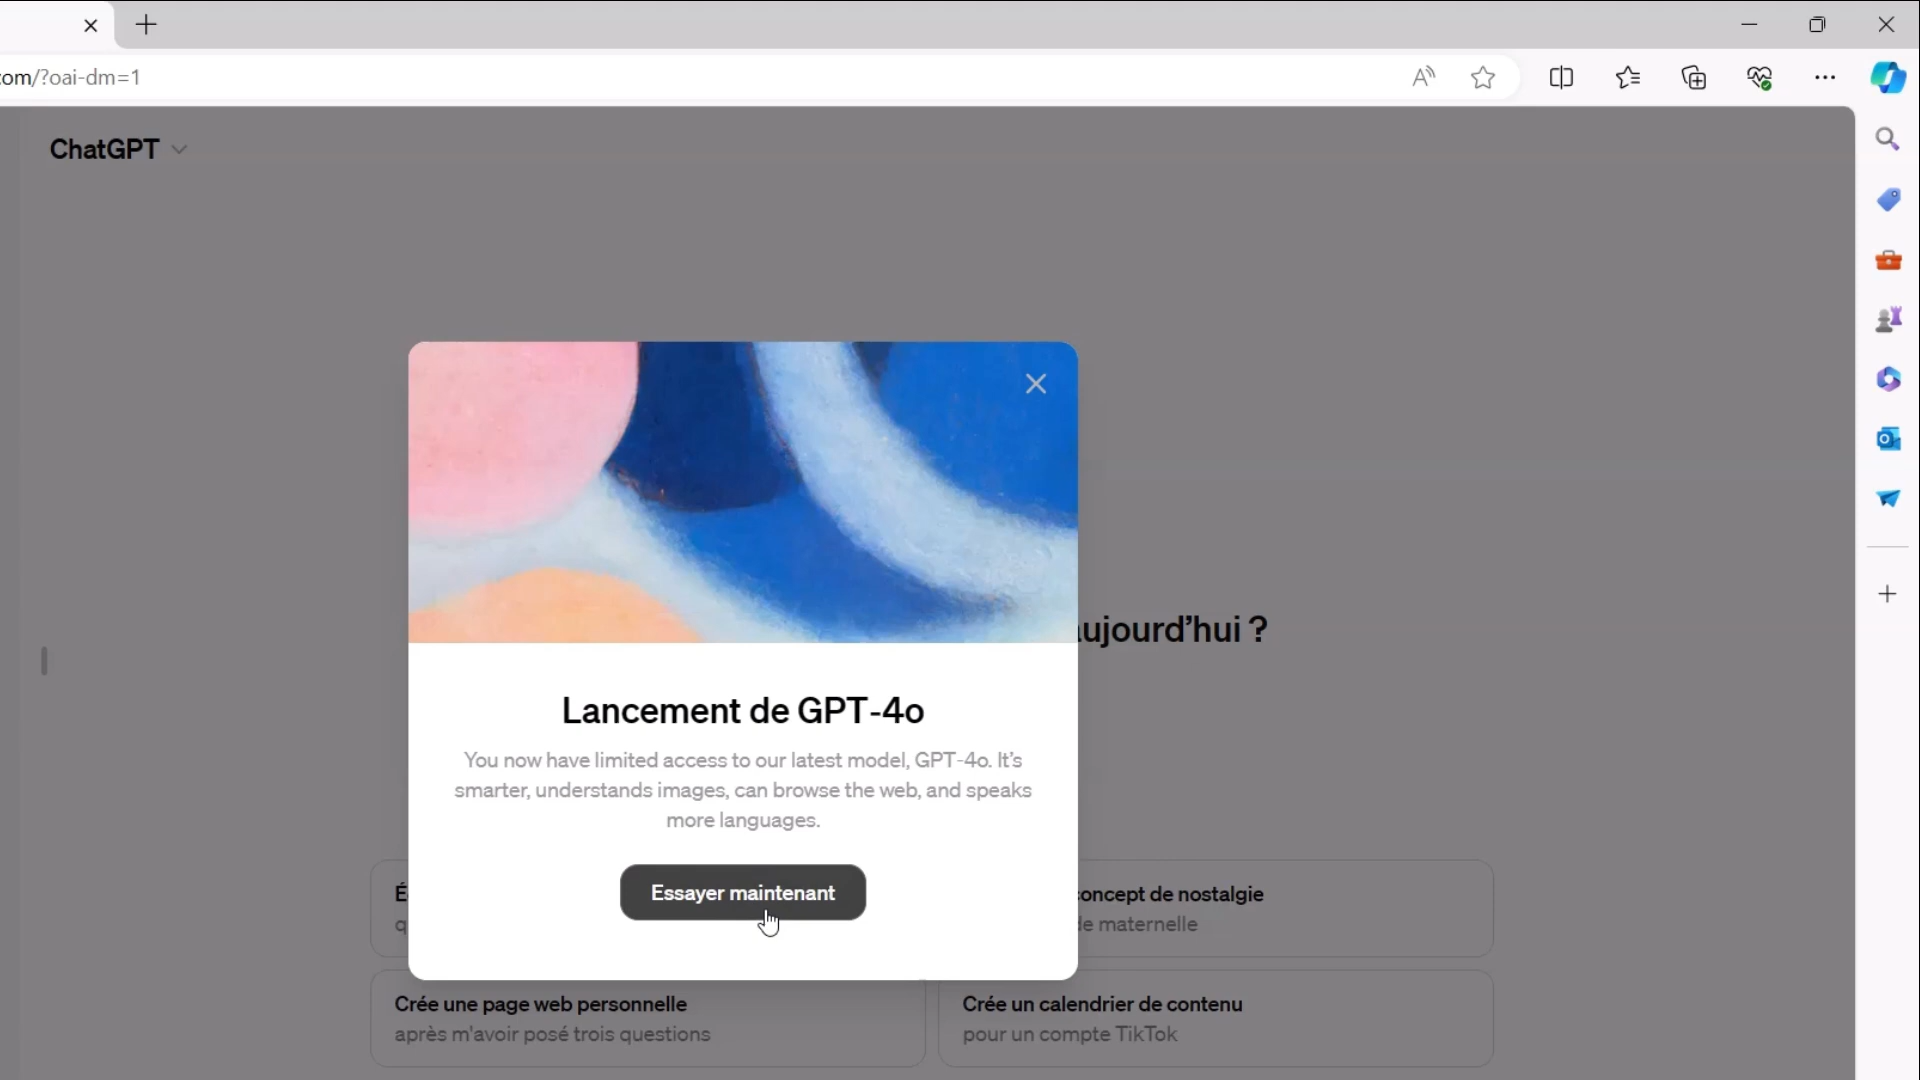 com/?oai-dm=1
ChatGPT
ujourd'hui ?
Lancement de GPT-4o
You now have limited access to our latest model, GPT-4o. It's
smarter, understands images, can browse the web, and speaks
more languages.
Essayer maintenant
concept de nostalgie
de maternelle
Crée une page web personnelle
après m'avoir posé trois questions
Crée un calendrier de contenu
pour un compte TikTok